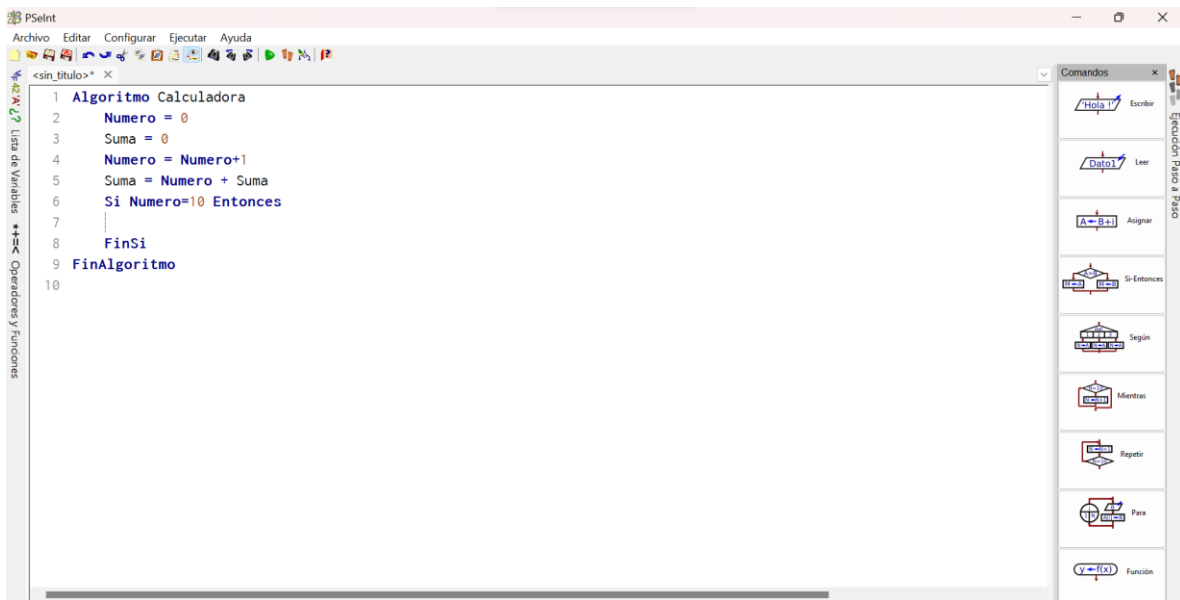 PSeInt
Archivo Editar Configurar Ejecutar Ayuda
<sin_titulo>*
Comandos
1 Algoritmo Calculadora
2 Numero = 0
3 Suma = 0
4 Numero = Numero+1
5 Suma = Numero + Suma
6 Si Numero=10 Entonces
7
8 FinSi
9 FinAlgoritmo
10
42 'A' ¿? Lista de Variables
*+=< Operadores y Funciones
'Hola !' Escribir
Dato1 Leer
A←B+i Asignar
Si-Entonces
Según
Mientras
Repetir
Para
y←f(x) Función
Ejecución Paso a Paso